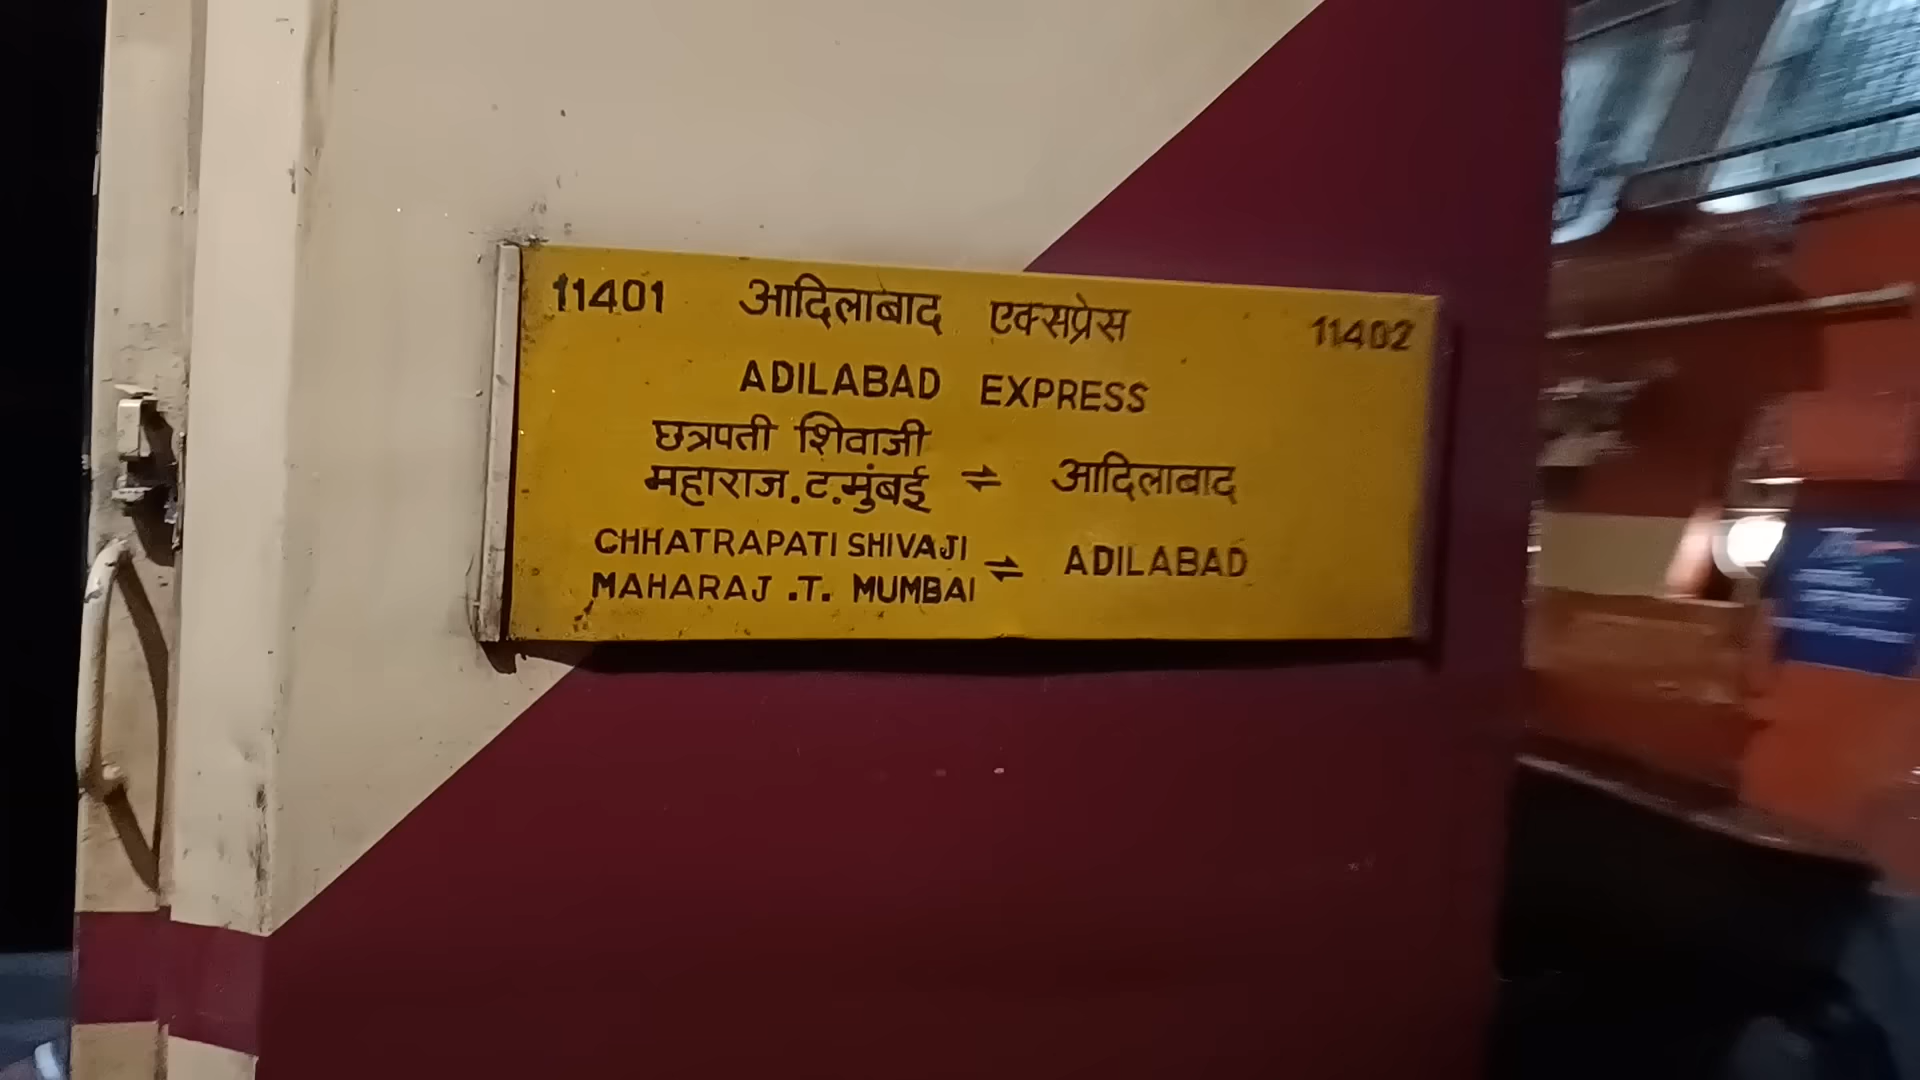 11401 आदिलाबाद एक्सप्रेस 11402
ADILABAD EXPRESS
छत्रपती शिवाजी
महाराज.ट.मुंबई ⇌ आदिलाबाद
CHHATRAPATI SHIVAJI
MAHARAJ .T. MUMBAI ⇌ ADILABAD